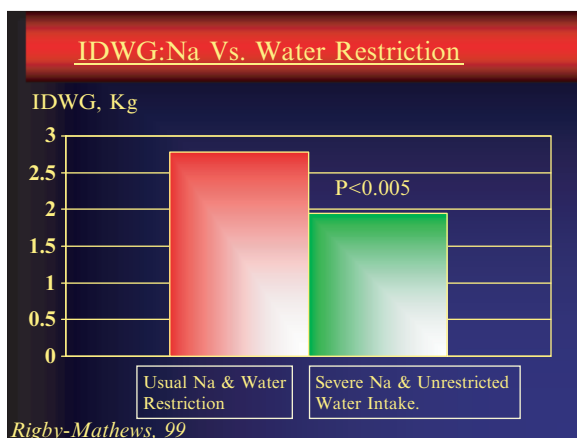 IDWG:Na Vs. Water Restriction
IDWG, Kg
3
2.5
2
1.5
1
0.5
0
P<0.005
Usual Na & Water
Restriction
Severe Na & Unrestricted
Water Intake.
Rigby-Mathews, 99